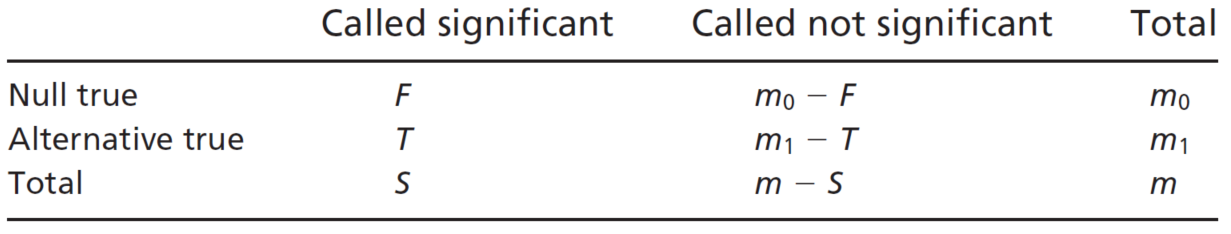 Called significant Called not significant Total
Null true F m₀ − F m₀
Alternative true T m₁ − T m₁
Total S m − S m